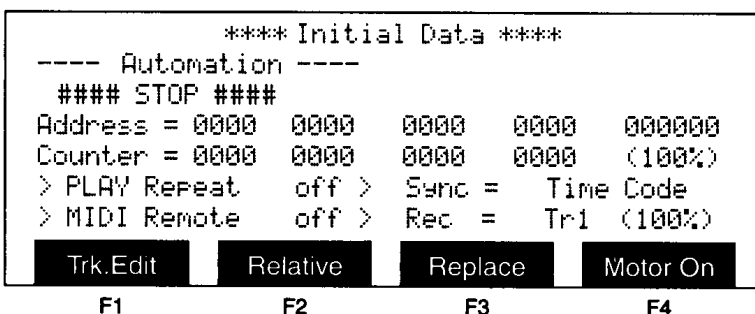 **** Initial Data ****
---- Automation ----
#### STOP ####
Address = 0000 0000 0000 0000 000000
Counter = 0000 0000 0000 0000 (100%)
> PLAY Repeat off > Sync = Time Code
> MIDI Remote off > Rec = Tr1 (100%)
Trk.Edit Relative Replace Motor On
F1 F2 F3 F4